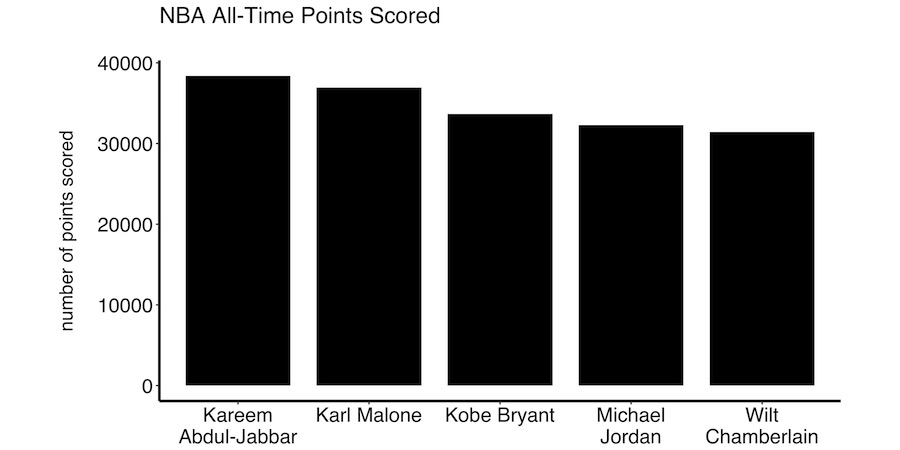 NBA All-Time Points Scored
number of points scored
40000
30000
20000
10000
0
Kareem
Abdul-Jabbar
Karl Malone
Kobe Bryant
Michael
Jordan
Wilt
Chamberlain